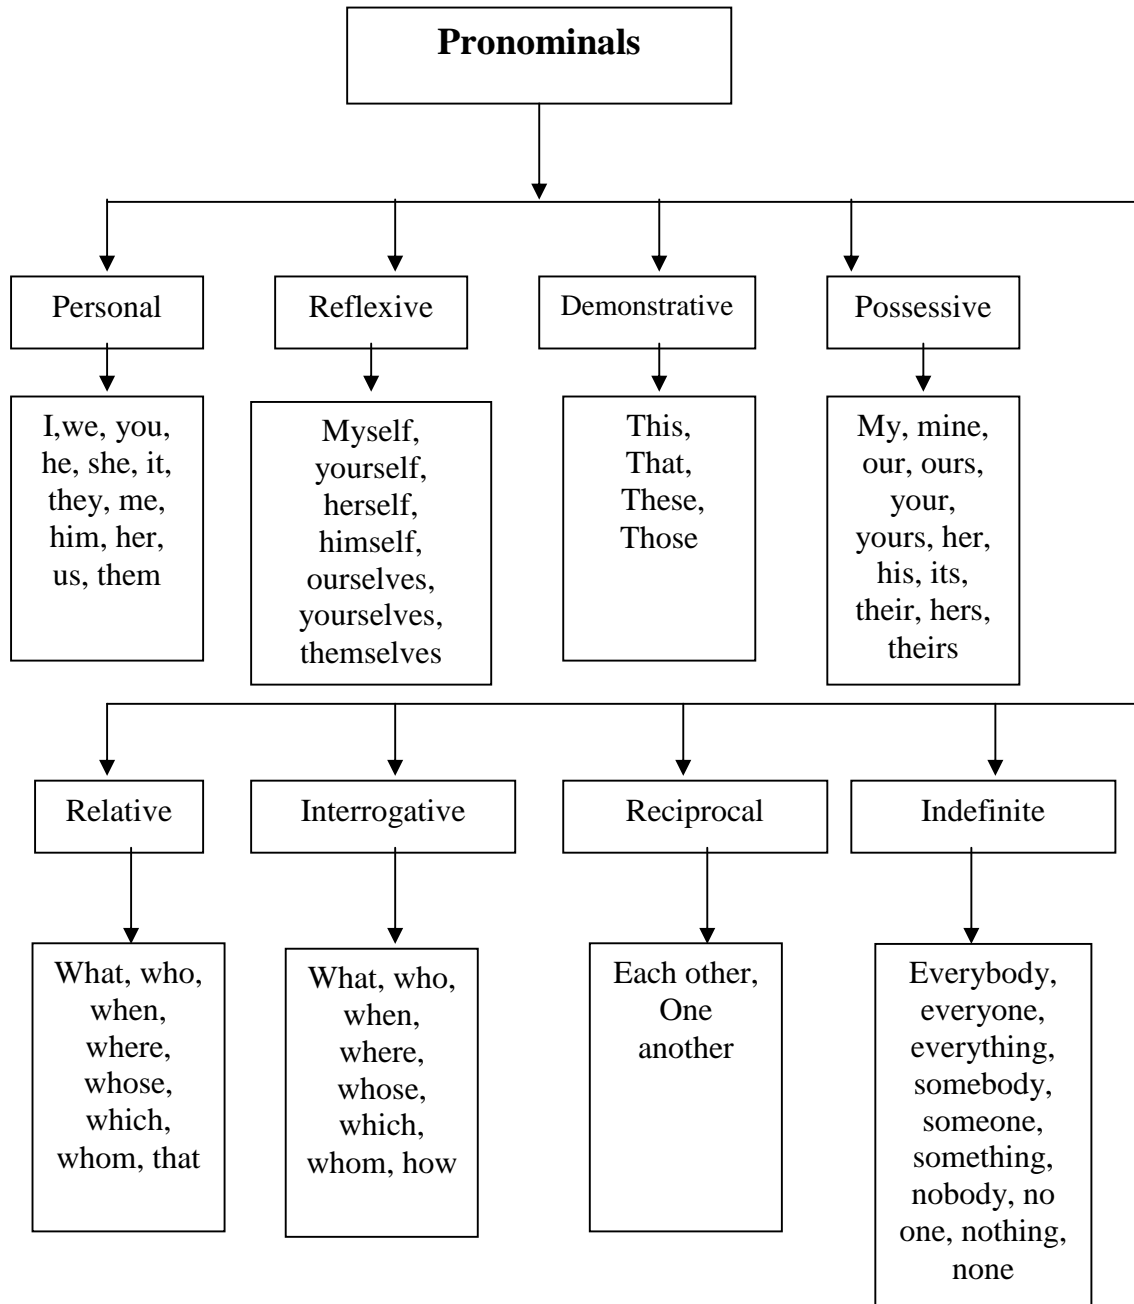 Pronominals
Personal
Reflexive
Demonstrative
Possessive
I,we, you,
he, she, it,
they, me,
him, her,
us, them
Myself,
yourself,
herself,
himself,
ourselves,
yourselves,
themselves
This,
That,
These,
Those
My, mine,
our, ours,
your,
yours, her,
his, its,
their, hers,
theirs
Relative
Interrogative
Reciprocal
Indefinite
What, who,
when,
where,
whose,
which,
whom, that
What, who,
when,
where,
whose,
which,
whom, how
Each other,
One
another
Everybody,
everyone,
everything,
somebody,
someone,
something,
nobody, no
one, nothing,
none